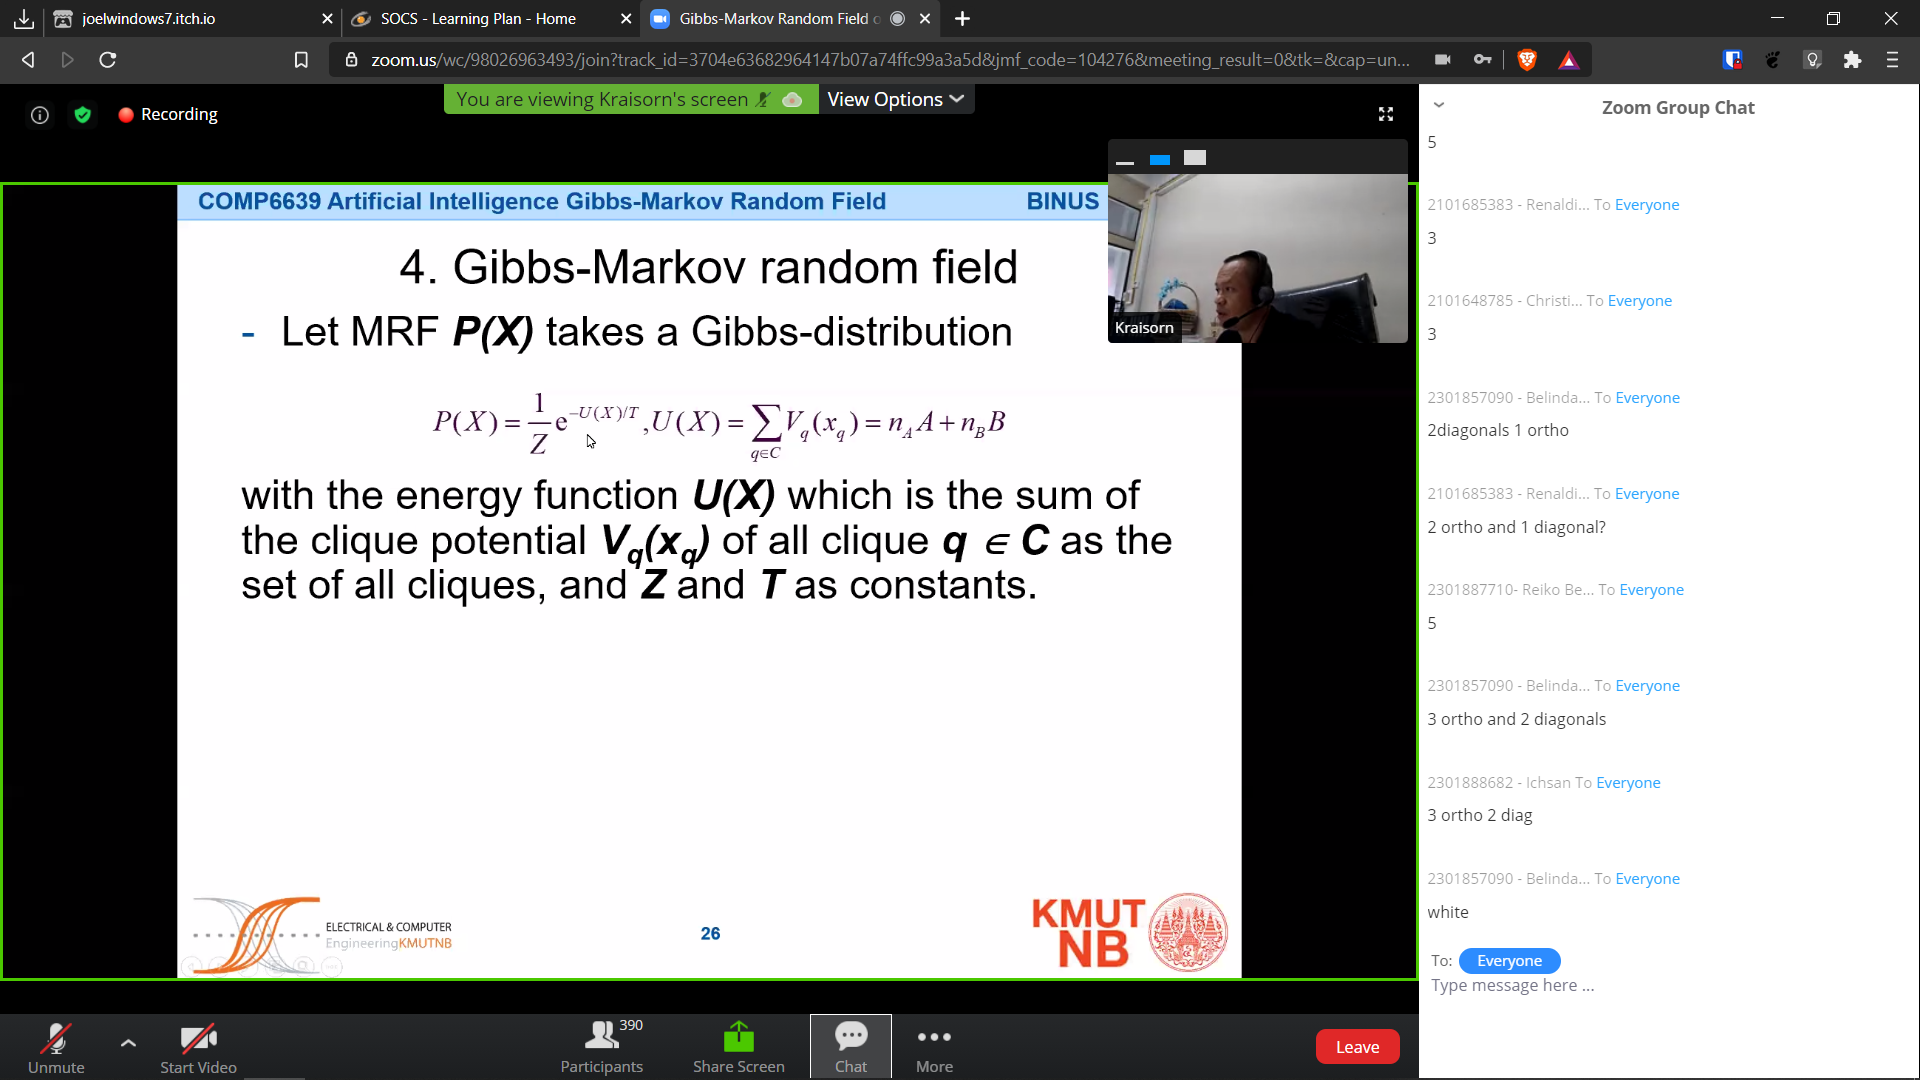 joelwindows7.itch.io
SOCS - Learning Plan - Home
Gibbs-Markov Random Field o
zoom.us/wc/98026963493/join?track_id=3704e63682964147b07a74ffc99a3a5d&jmf_code=104276&meeting_result=0&tk=&cap=un...
You are viewing Kraisorn's screen
View Options
Recording
Kraisorn
COMP6639 Artificial Intelligence Gibbs-Markov Random Field
BINUS
4. Gibbs-Markov random field
- Let MRF P(X) takes a Gibbs-distribution
P(X) = 1/Z e^{-U(X)/T}, U(X) = ∑_{q∈C} V_q(x_q) = n_A A + n_B B
with the energy function U(X) which is the sum of
the clique potential Vq(xq) of all clique q ∈ C as the
set of all cliques, and Z and T as constants.
ELECTRICAL & COMPUTER
EngineeringKMUTNB
26
KMUT
NB
Zoom Group Chat
5
2101685383 - Renaldi... To Everyone
3
2101648785 - Christi... To Everyone
3
2301857090 - Belinda... To Everyone
2diagonals 1 ortho
2101685383 - Renaldi... To Everyone
2 ortho and 1 diagonal?
2301887710- Reiko Be... To Everyone
5
2301857090 - Belinda... To Everyone
3 ortho and 2 diagonals
2301888682 - Ichsan To Everyone
3 ortho 2 diag
2301857090 - Belinda... To Everyone
white
To: Everyone
Type message here ...
Unmute
Start Video
390
Participants
Share Screen
Chat
More
Leave